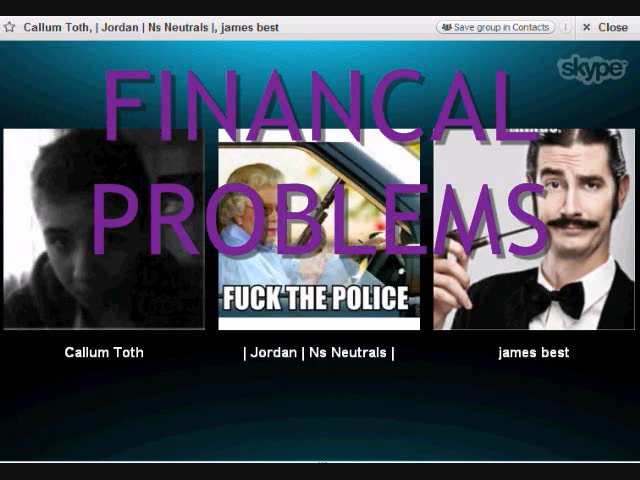 Callum Toth, | Jordan | Ns Neutrals |, james best
Save group in Contacts
Close
skype
FINANCAL
PROBLEMS
FUCK THE POLICE
Callum Toth
| Jordan | Ns Neutrals |
james best